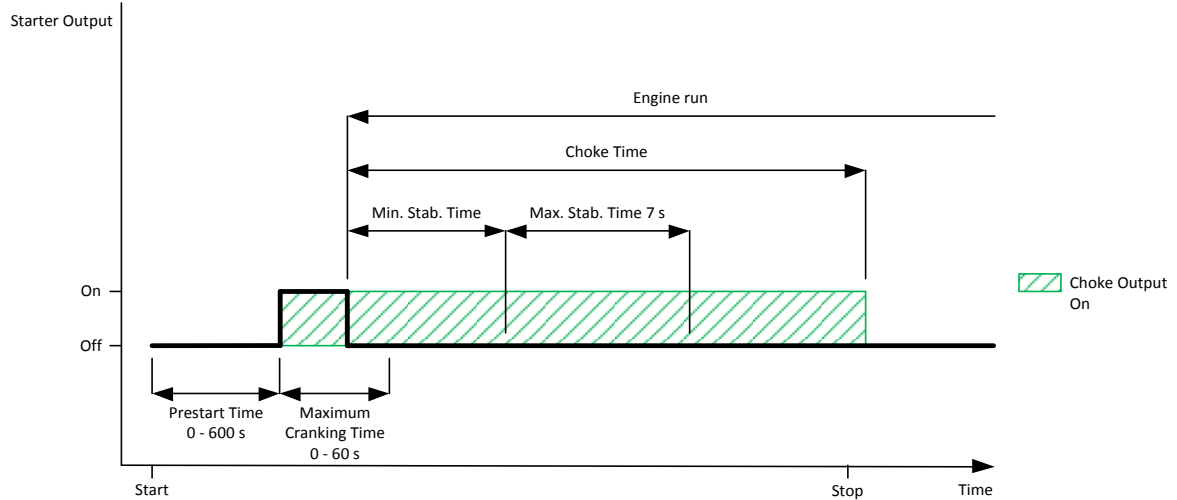 Starter Output
Engine run
Choke Time
Min. Stab. Time
Max. Stab. Time 7 s
On
Choke Output
On
Off
Prestart Time
0 - 600 s
Maximum
Cranking Time
0 - 60 s
Start
Stop
Time